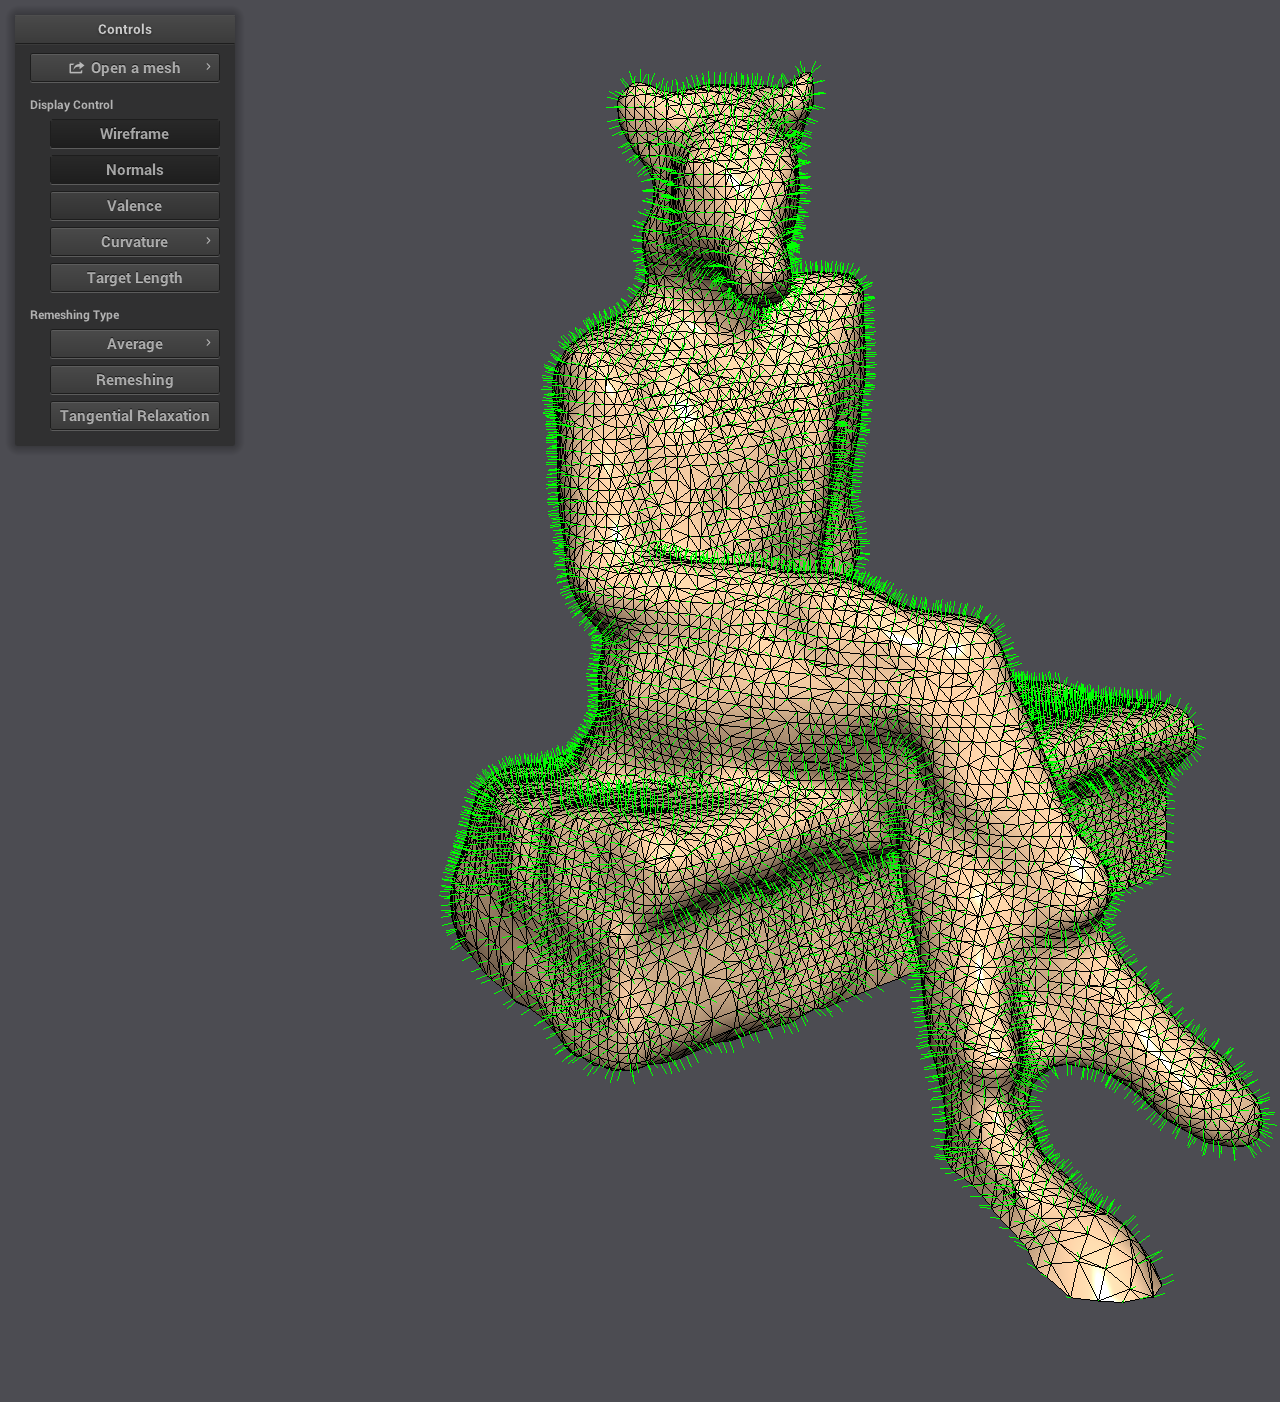 Controls
Open a mesh
Display Control
Wireframe
Normals
Valence
Curvature
Target Length
Remeshing Type
Average
Remeshing
Tangential Relaxation